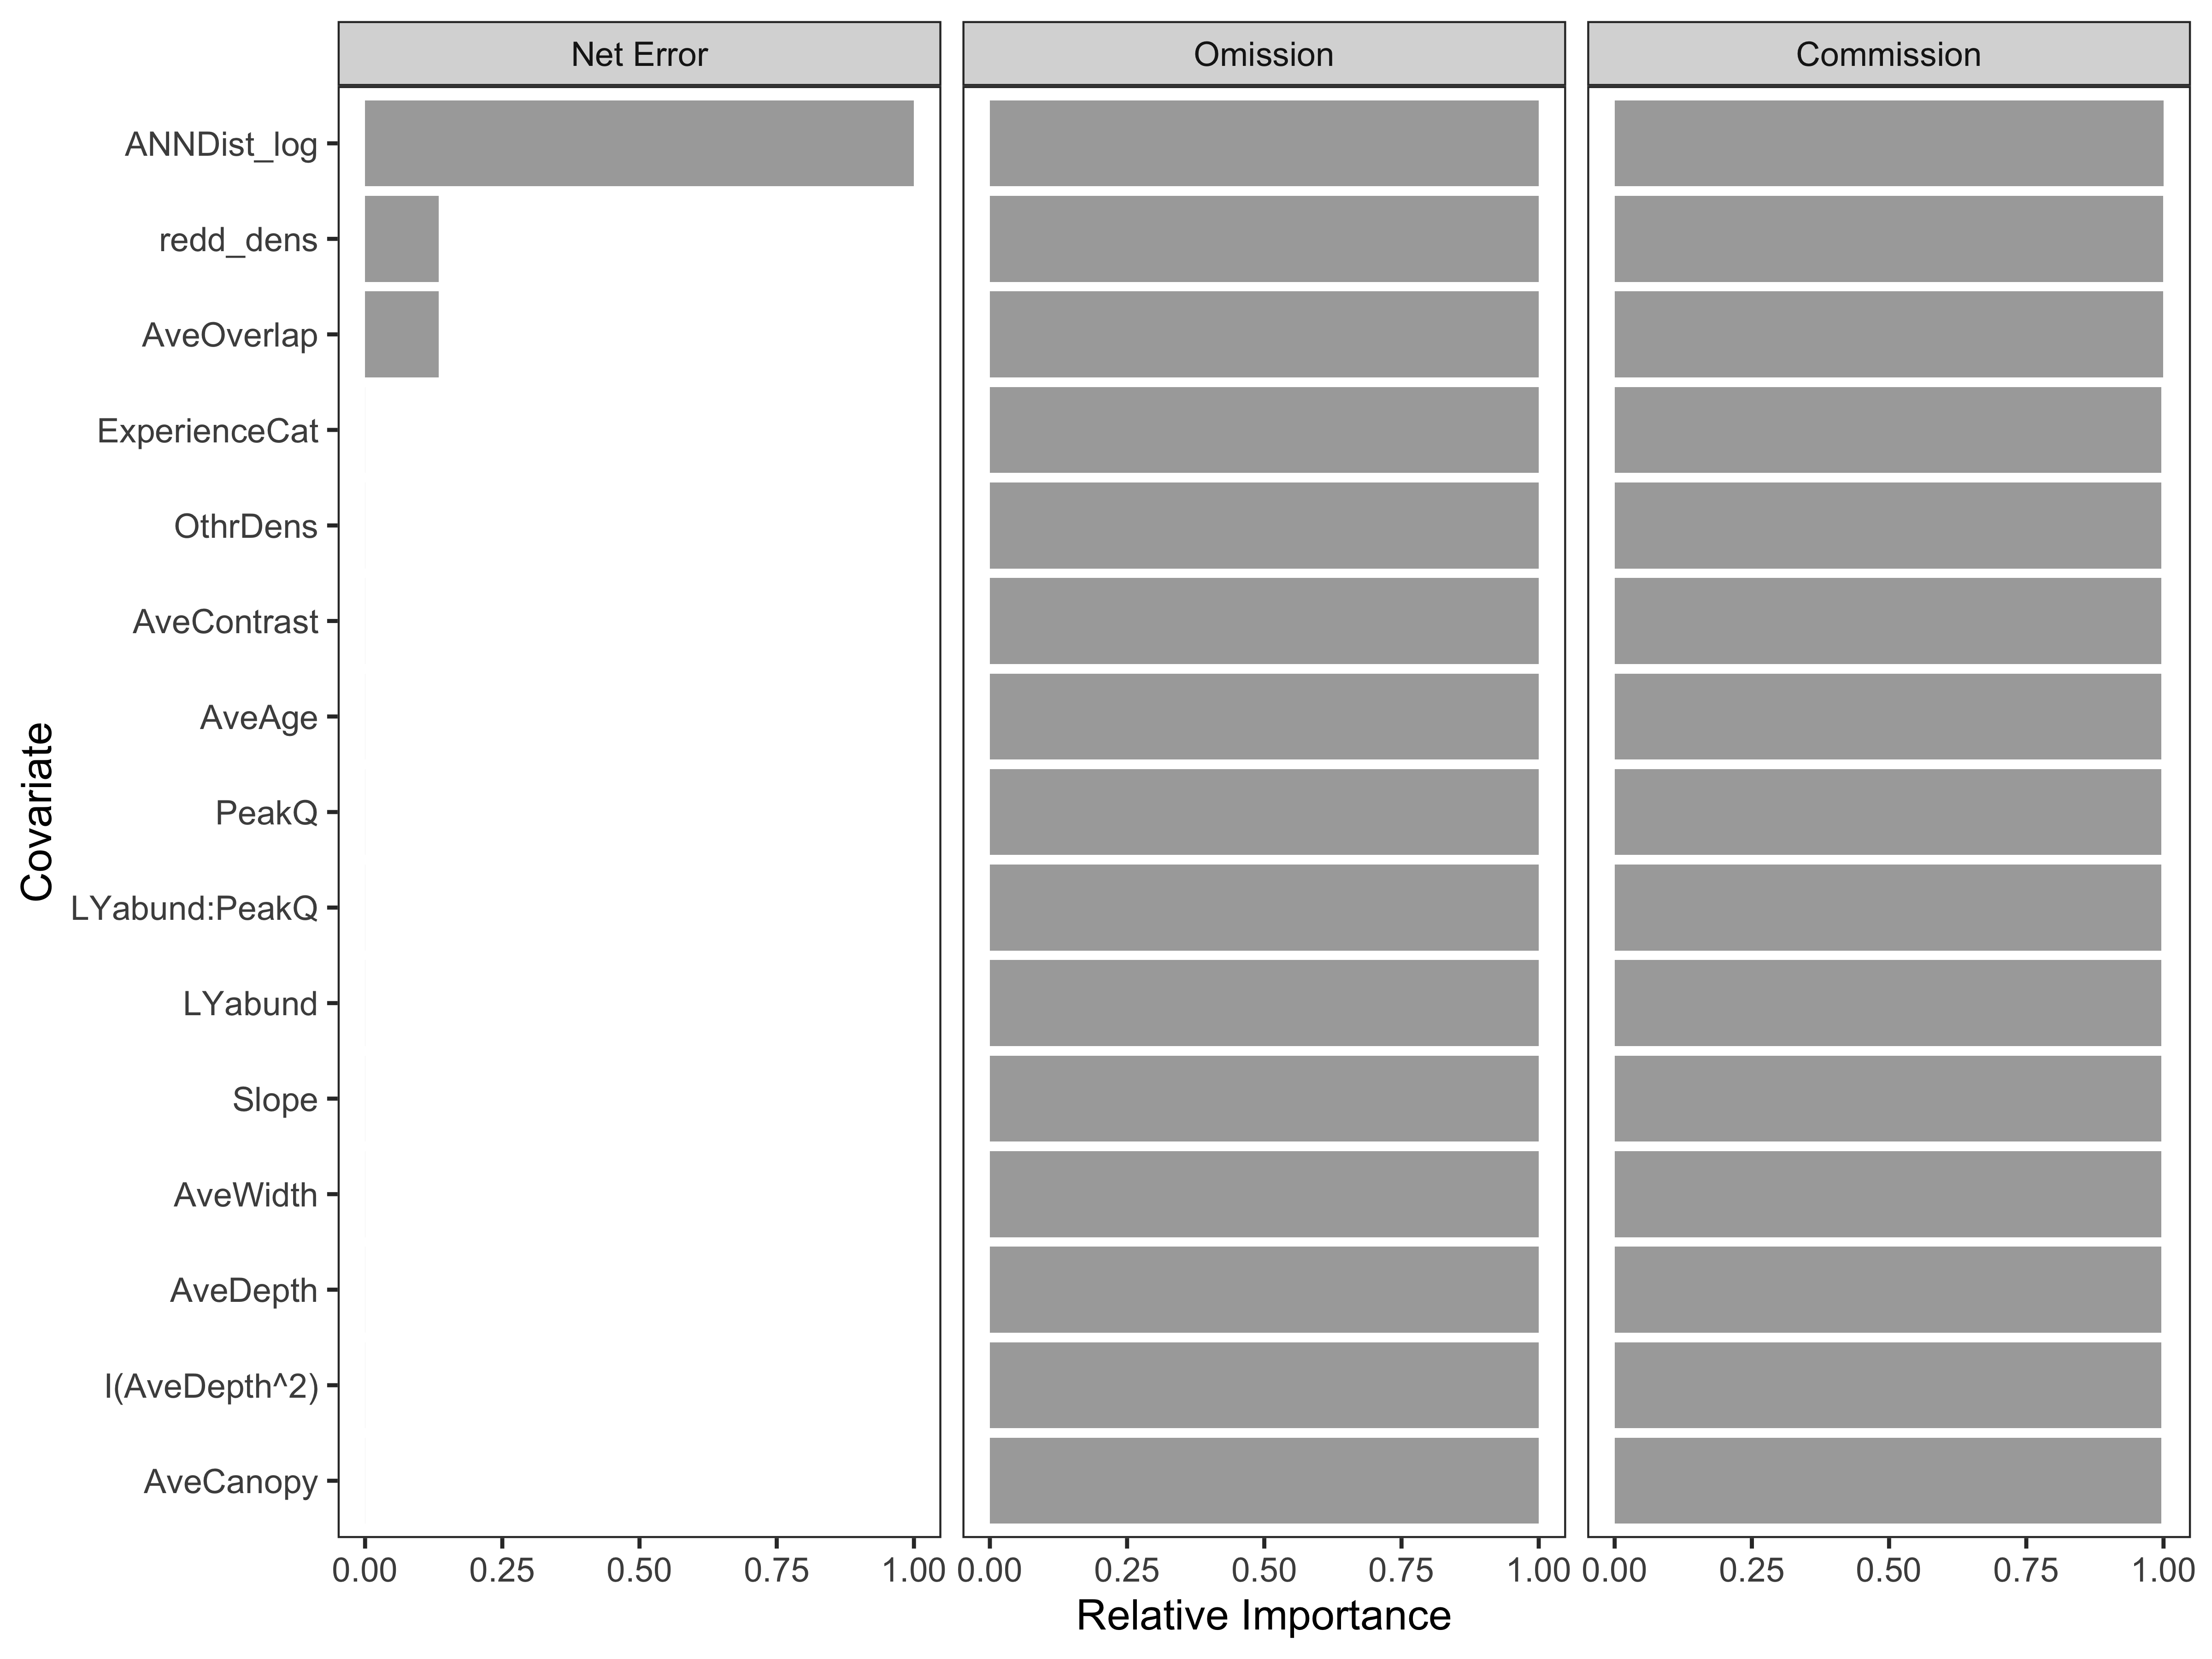 Net Error Omission Commission
ANNDist_log
redd_dens
AveOverlap
ExperienceCat
OthrDens
AveContrast
AveAge
PeakQ
LYabund:PeakQ
LYabund
Slope
AveWidth
AveDepth
I(AveDepth^2)
AveCanopy
Covariate
0.00 0.25 0.50 0.75 1.00 0.00 0.25 0.50 0.75 1.00 0.00 0.25 0.50 0.75 1.00
Relative Importance